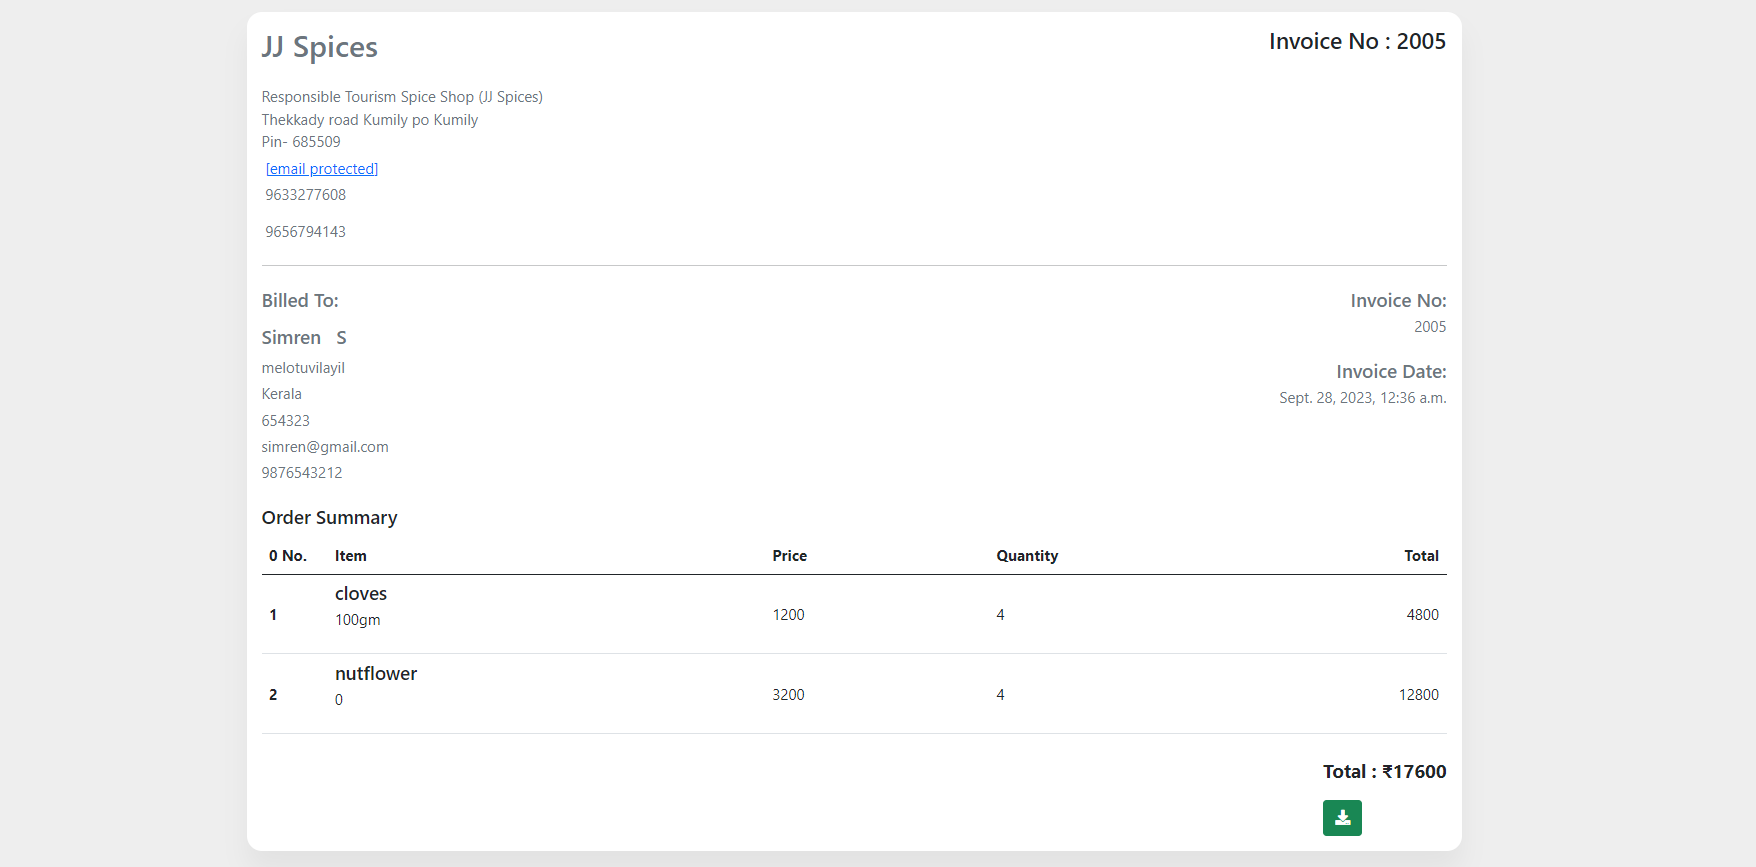 JJ Spices
Invoice No : 2005
Responsible Tourism Spice Shop (JJ Spices)
Thekkady road Kumily po Kumily
Pin- 685509
[email protected]
9633277608
9656794143
Billed To:
Simren S
melotuvilayil
Kerala
654323
simren@gmail.com
9876543212
Invoice No:
2005
Invoice Date:
Sept. 28, 2023, 12:36 a.m.
Order Summary
0 No. Item Price Quantity Total
1 cloves 1200 4 4800
100gm
2 nutflower 3200 4 12800
0
Total : ₹17600